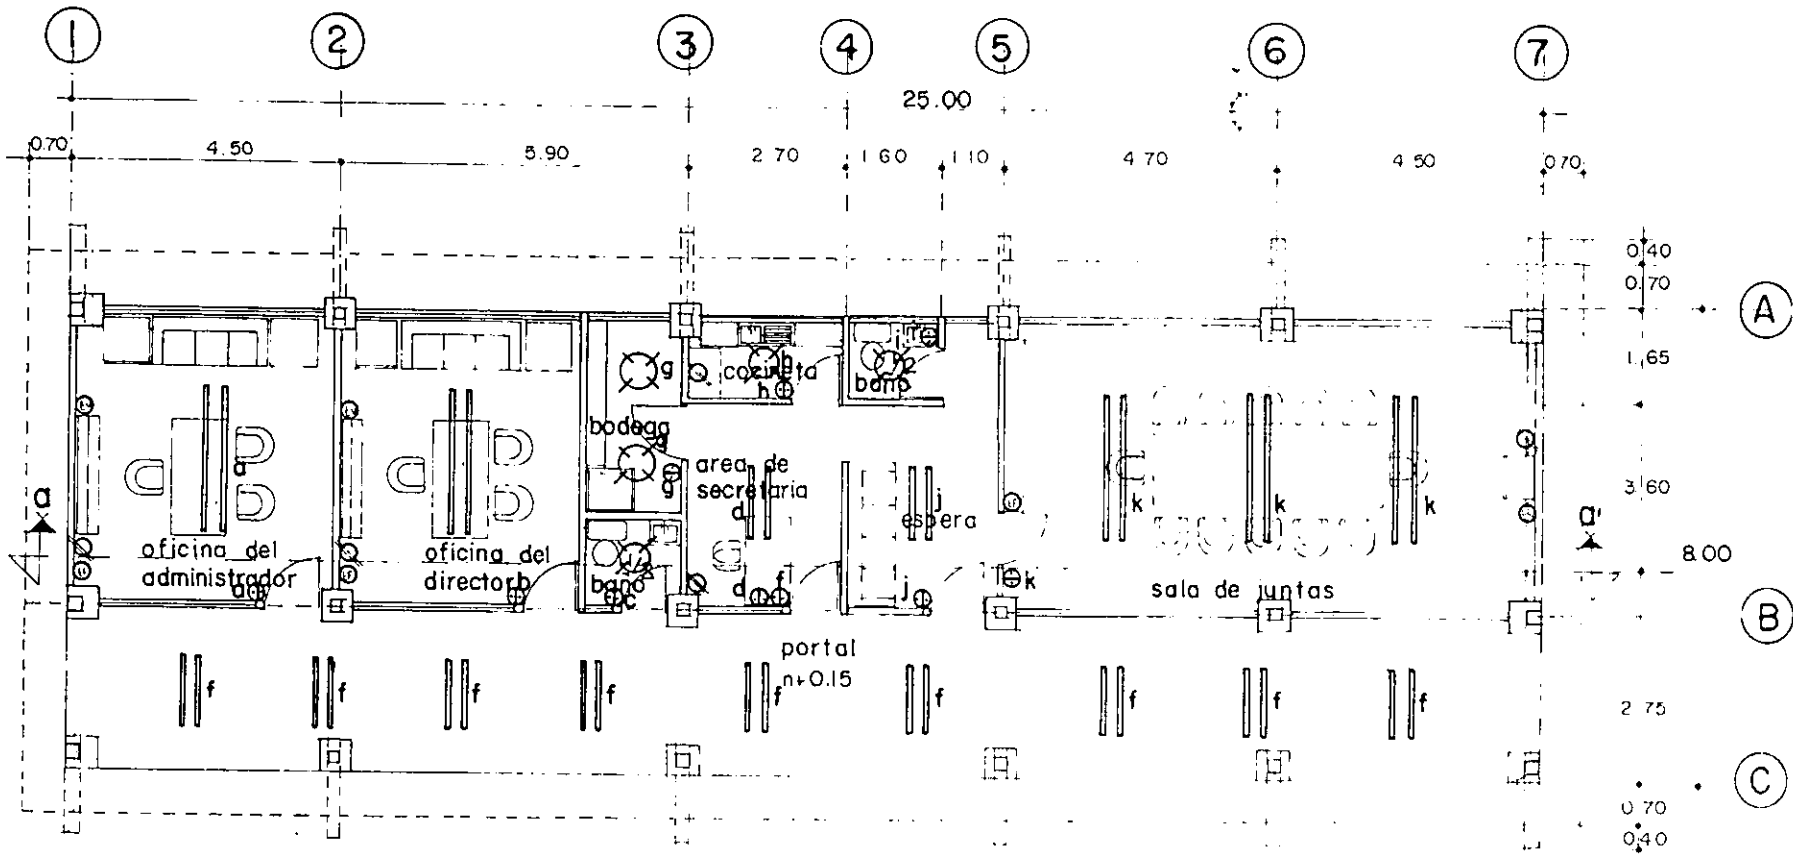 1 2 3 4 5 6 7
25.00
0.70 4.50 5.90 2 70 1 60 1 10 4 70 4 50 0.70
0.40
0.70
A
1.65
3 60
8.00
B
2 75
C
0 70
0.40
g
cocineta
h
h
baño
2
bodega
g
g
area de
secretaria
d
a
a
a'
j
espera
k
k
k
oficina del
administrador
a
oficina del
director
b
baño
c
d
f
j
k
sala de juntas
portal
n+0.15
f f f f f f f f f